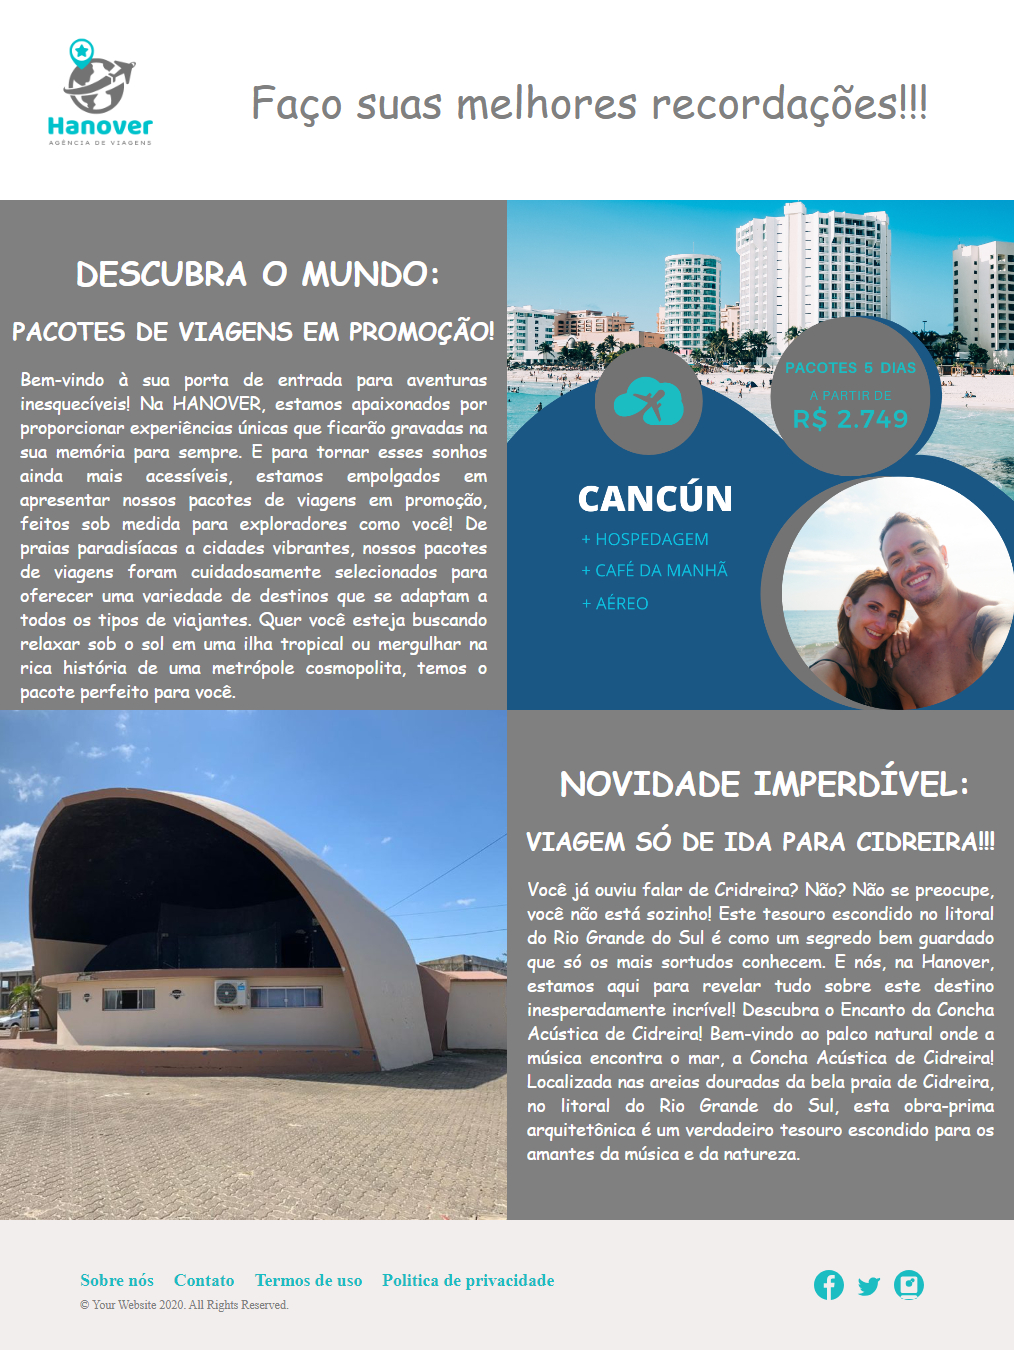 Hanover
AGÊNCIA DE VIAGENS
Faço suas melhores recordações!!!
DESCUBRA O MUNDO:
PACOTES DE VIAGENS EM PROMOÇÃO!
Bem-vindo à sua porta de entrada para aventuras
inesquecíveis! Na HANOVER, estamos apaixonados por
proporcionar experiências únicas que ficarão gravadas na
sua memória para sempre. E para tornar esses sonhos
ainda mais acessíveis, estamos empolgados em
apresentar nossos pacotes de viagens em promoção,
feitos sob medida para exploradores como você! De
praias paradisíacas a cidades vibrantes, nossos pacotes
de viagens foram cuidadosamente selecionados para
oferecer uma variedade de destinos que se adaptam a
todos os tipos de viajantes. Quer você esteja buscando
relaxar sob o sol em uma ilha tropical ou mergulhar na
rica história de uma metrópole cosmopolita, temos o
pacote perfeito para você.
PACOTES 5 DIAS
A PARTIR DE
R$ 2.749
CANCÚN
+ HOSPEDAGEM
+ CAFÉ DA MANHÃ
+ AÉREO
NOVIDADE IMPERDÍVEL:
VIAGEM SÓ DE IDA PARA CIDREIRA!!!
Você já ouviu falar de Cridreira? Não? Não se preocupe,
você não está sozinho! Este tesouro escondido no litoral
do Rio Grande do Sul é como um segredo bem guardado
que só os mais sortudos conhecem. E nós, na Hanover,
estamos aqui para revelar tudo sobre este destino
inesperadamente incrível! Descubra o Encanto da Concha
Acústica de Cidreira! Bem-vindo ao palco natural onde a
música encontra o mar, a Concha Acústica de Cidreira!
Localizada nas areias douradas da bela praia de Cidreira,
no litoral do Rio Grande do Sul, esta obra-prima
arquitetônica é um verdadeiro tesouro escondido para os
amantes da música e da natureza.
Sobre nós Contato Termos de uso Politica de privacidade
© Your Website 2020. All Rights Reserved.